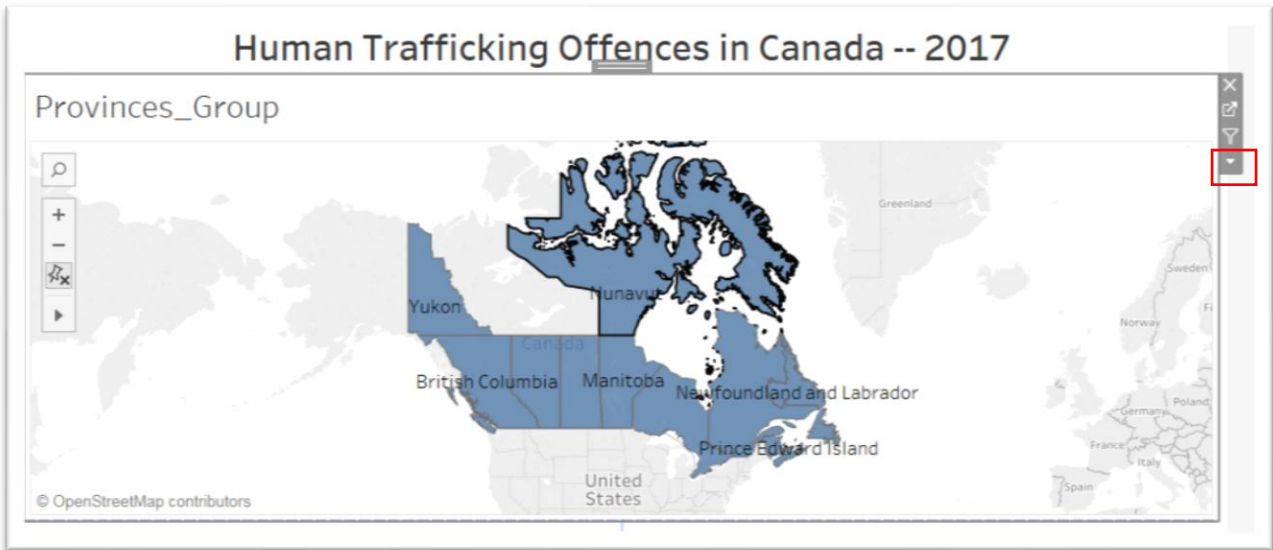 Human Trafficking Offences in Canada -- 2017
Provinces_Group
Greenland
Sweden
Nunavut
Yukon
Norway
Canada
British Columbia
Manitoba
Newfoundland and Labrador
Poland
Germany
Prince Edward Island
France
Italy
United
States
Spain
© OpenStreetMap contributors